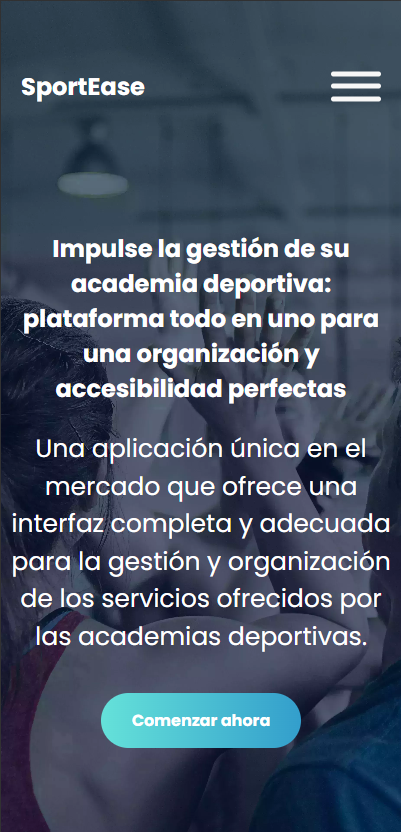 SportEase
Impulse la gestión de su
academia deportiva:
plataforma todo en uno para
una organización y
accesibilidad perfectas
Una aplicación única en el
mercado que ofrece una
interfaz completa y adecuada
para la gestión y organización
de los servicios ofrecidos por
las academias deportivas.
Comenzar ahora